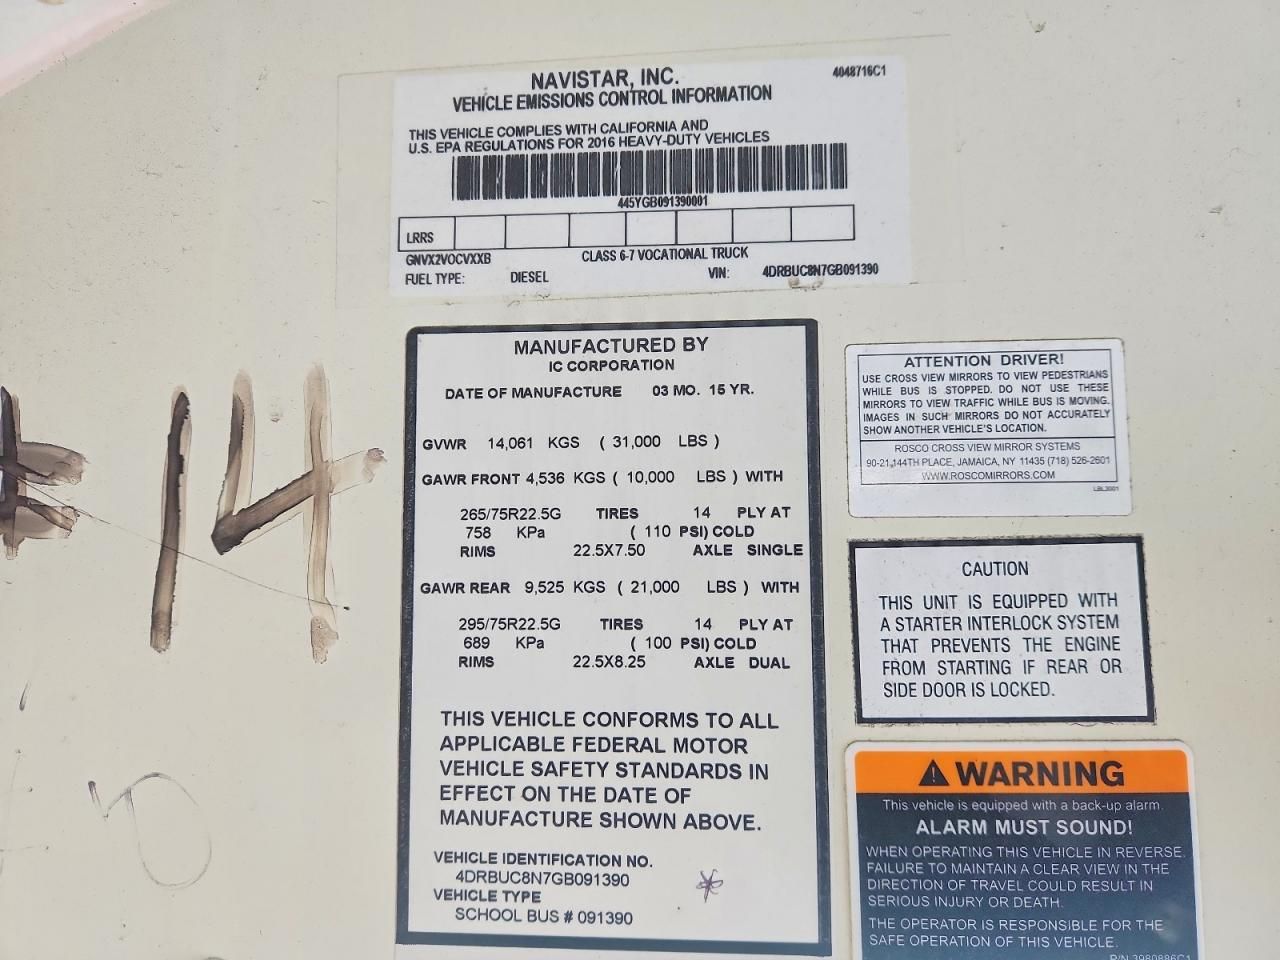 NAVISTAR, INC.
4048716C1
VEHICLE EMISSIONS CONTROL INFORMATION
THIS VEHICLE COMPLIES WITH CALIFORNIA AND
U.S. EPA REGULATIONS FOR 2016 HEAVY-DUTY VEHICLES
445YGB091390001
LRRS
GNVX2VOCVXXB CLASS 6-7 VOCATIONAL TRUCK
FUEL TYPE: DIESEL VIN: 4DRBUC8N7GB091390
# 14
MANUFACTURED BY
IC CORPORATION
DATE OF MANUFACTURE 03 MO. 15 YR.
GVWR 14,061 KGS ( 31,000 LBS )
GAWR FRONT 4,536 KGS ( 10,000 LBS ) WITH
265/75R22.5G TIRES 14 PLY AT
758 KPa ( 110 PSI) COLD
RIMS 22.5X7.50 AXLE SINGLE
GAWR REAR 9,525 KGS ( 21,000 LBS ) WITH
295/75R22.5G TIRES 14 PLY AT
689 KPa ( 100 PSI) COLD
RIMS 22.5X8.25 AXLE DUAL
THIS VEHICLE CONFORMS TO ALL
APPLICABLE FEDERAL MOTOR
VEHICLE SAFETY STANDARDS IN
EFFECT ON THE DATE OF
MANUFACTURE SHOWN ABOVE.
VEHICLE IDENTIFICATION NO.
4DRBUC8N7GB091390
VEHICLE TYPE
SCHOOL BUS # 091390
ATTENTION DRIVER!
USE CROSS VIEW MIRRORS TO VIEW PEDESTRIANS
WHILE BUS IS STOPPED. DO NOT USE THESE
MIRRORS TO VIEW TRAFFIC WHILE BUS IS MOVING.
IMAGES IN SUCH MIRRORS DO NOT ACCURATELY
SHOW ANOTHER VEHICLE'S LOCATION.
ROSCO CROSS VIEW MIRROR SYSTEMS
90-21,144TH PLACE, JAMAICA, NY 11435 (718) 526-2601
WWW.ROSCOMIRRORS.COM
LBL3001
CAUTION
THIS UNIT IS EQUIPPED WITH
A STARTER INTERLOCK SYSTEM
THAT PREVENTS THE ENGINE
FROM STARTING IF REAR OR
SIDE DOOR IS LOCKED.
WARNING
This vehicle is equipped with a back-up alarm.
ALARM MUST SOUND!
WHEN OPERATING THIS VEHICLE IN REVERSE.
FAILURE TO MAINTAIN A CLEAR VIEW IN THE
DIRECTION OF TRAVEL COULD RESULT IN
SERIOUS INJURY OR DEATH.
THE OPERATOR IS RESPONSIBLE FOR THE
SAFE OPERATION OF THIS VEHICLE.
P/N 3980886C1